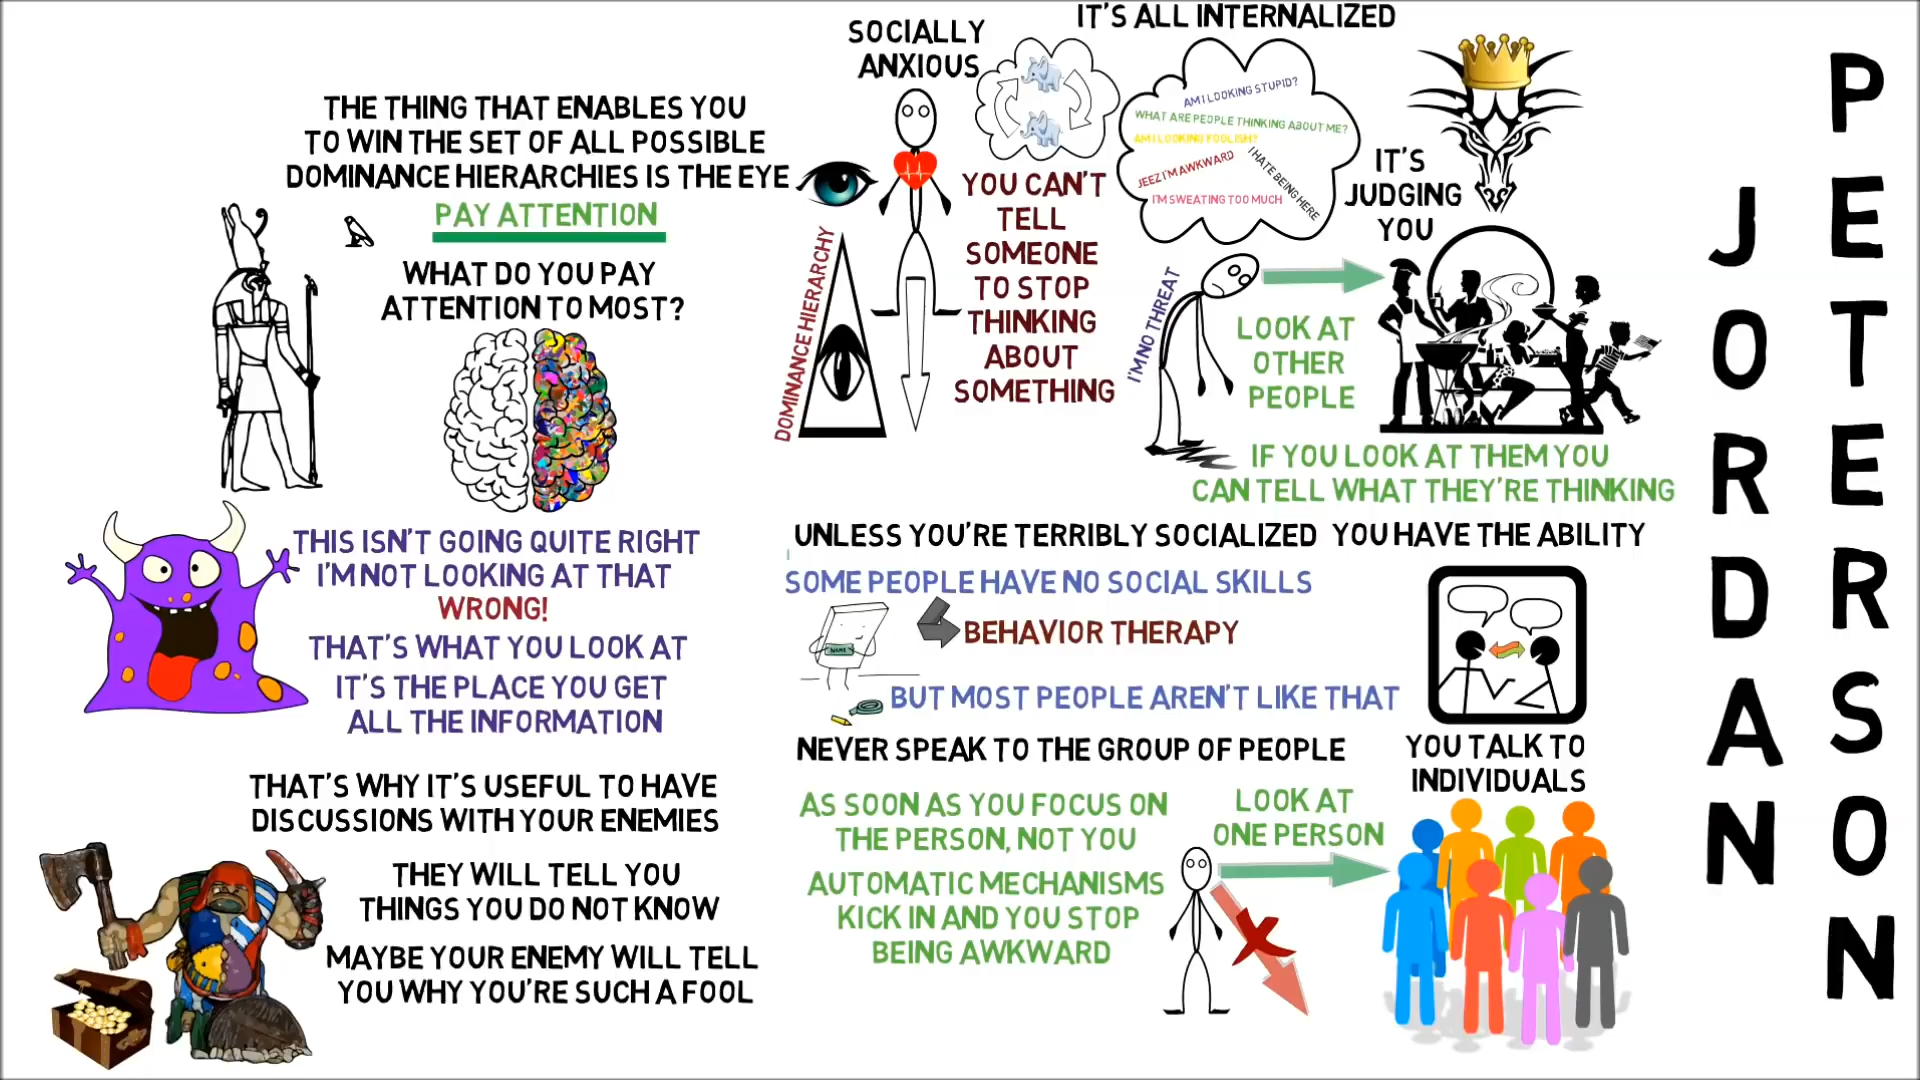 THE THING THAT ENABLES YOU
TO WIN THE SET OF ALL POSSIBLE
DOMINANCE HIERARCHIES IS THE EYE
PAY ATTENTION
WHAT DO YOU PAY
ATTENTION TO MOST?
THIS ISN'T GOING QUITE RIGHT
I'M NOT LOOKING AT THAT
WRONG!
THAT'S WHAT YOU LOOK AT
IT'S THE PLACE YOU GET
ALL THE INFORMATION
THAT'S WHY IT'S USEFUL TO HAVE
DISCUSSIONS WITH YOUR ENEMIES
THEY WILL TELL YOU
THINGS YOU DO NOT KNOW
MAYBE YOUR ENEMY WILL TELL
YOU WHY YOU'RE SUCH A FOOL
SOCIALLY
ANXIOUS
DOMINANCE HIERARCHY
YOU CAN'T
TELL
SOMEONE
TO STOP
THINKING
ABOUT
SOMETHING
IT'S ALL INTERNALIZED
AM I LOOKING STUPID?
WHAT ARE PEOPLE THINKING ABOUT ME?
AM I LOOKING FOOLISH?
JEEZ I'M AWKWARD
I HATE BEING HERE
I'M SWEATING TOO MUCH
IT'S
JUDGING
YOU
I'M NO THREAT
LOOK AT
OTHER
PEOPLE
IF YOU LOOK AT THEM YOU
CAN TELL WHAT THEY'RE THINKING
UNLESS YOU'RE TERRIBLY SOCIALIZED YOU HAVE THE ABILITY
SOME PEOPLE HAVE NO SOCIAL SKILLS
NAME
BEHAVIOR THERAPY
BUT MOST PEOPLE AREN'T LIKE THAT
NEVER SPEAK TO THE GROUP OF PEOPLE
YOU TALK TO
INDIVIDUALS
AS SOON AS YOU FOCUS ON
THE PERSON, NOT YOU
AUTOMATIC MECHANISMS
KICK IN AND YOU STOP
BEING AWKWARD
LOOK AT
ONE PERSON
JORDAN
PETERSON